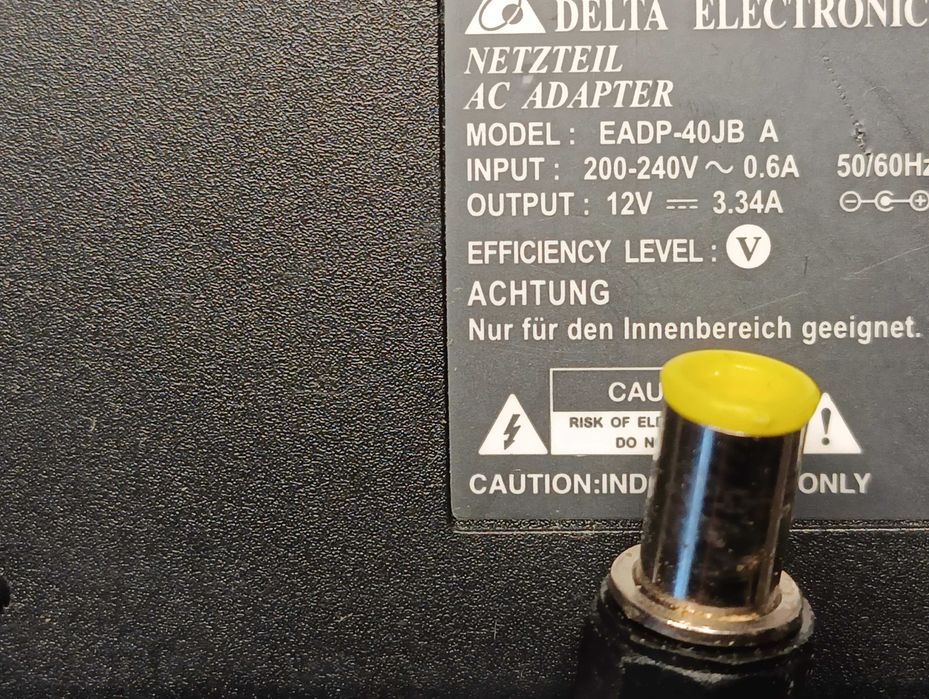 DELTA ELECTRONIC
NETZTEIL
AC ADAPTER
MODEL : EADP-40JB A
INPUT : 200-240V ~ 0.6A 50/60Hz
OUTPUT : 12V ⎓ 3.34A
EFFICIENCY LEVEL : V
ACHTUNG
Nur für den Innenbereich geeignet.
CAU
RISK OF ELE
DO N
CAUTION:IND ONLY